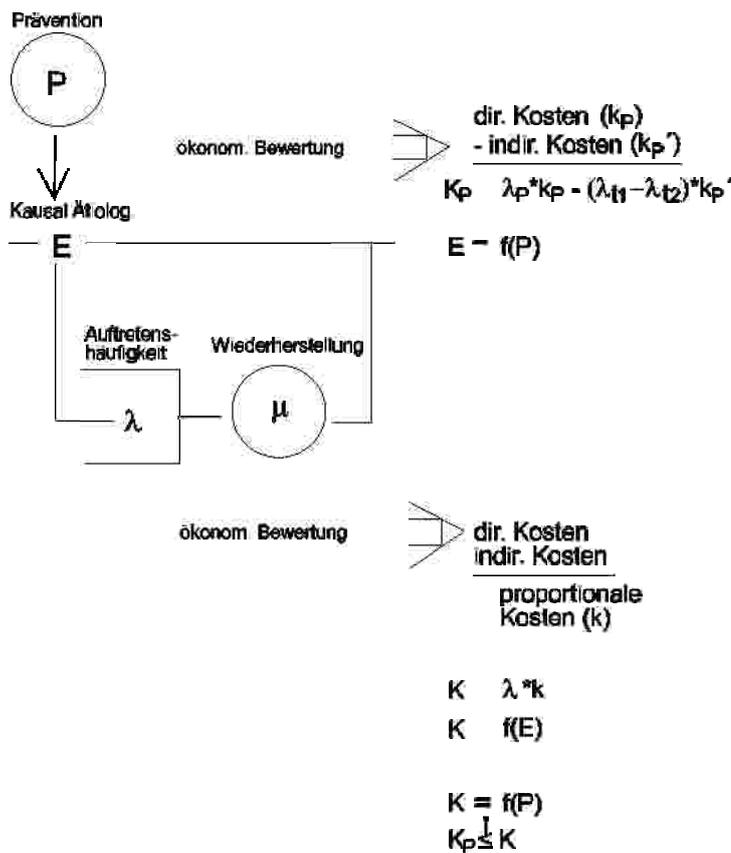 Prävention
P
ökonom. Bewertung
dir. Kosten (kP)
- indir. Kosten (kP´)
KP λP*kP - (λt1-λt2)*kP´
Kausal Ätiolog
E
E = f(P)
Auftretens-
häufigkeit
Wiederherstellung
λ
μ
ökonom. Bewertung
dir. Kosten
indir. Kosten
proportionale
Kosten (k)
K λ*k
K f(E)
K = f(P)
!
KP ≤ K